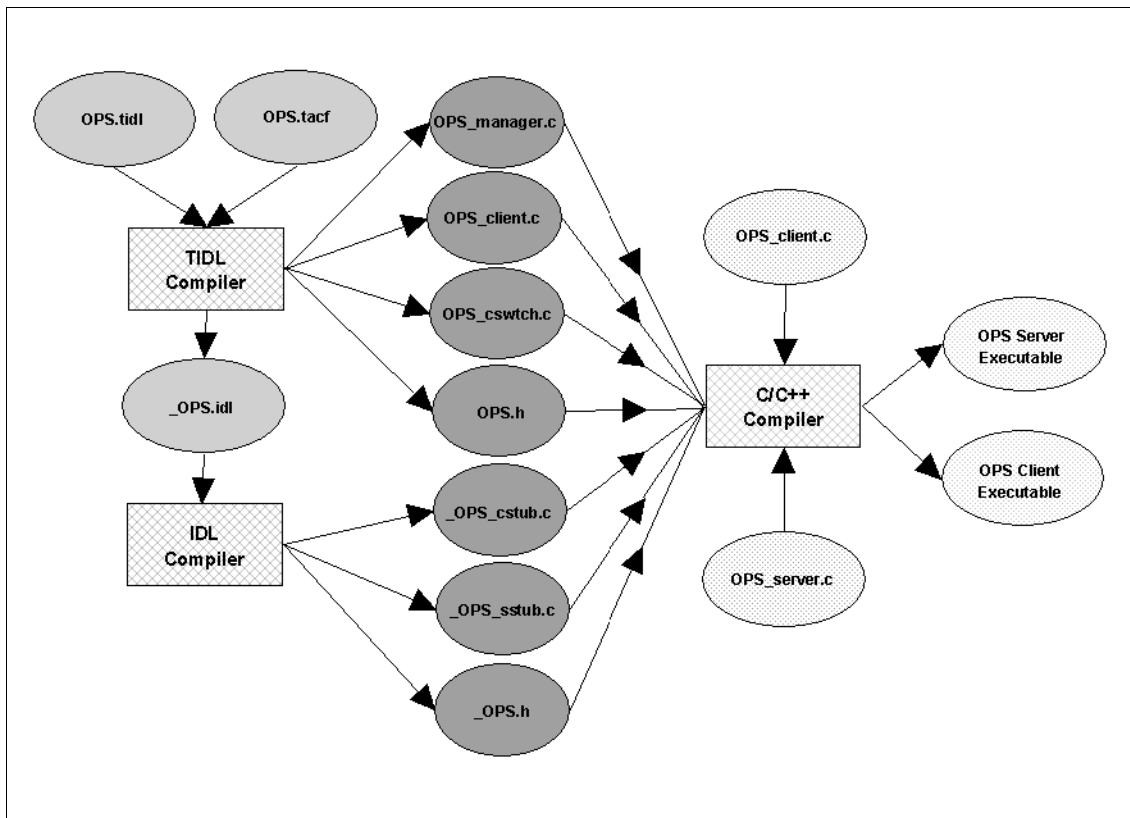 OPS.tidl
OPS.tacf
TIDL
Compiler
_OPS.idl
IDL
Compiler
OPS_manager.c
OPS_client.c
OPS_cswtch.c
OPS.h
_OPS_cstub.c
_OPS_sstub.c
_OPS.h
OPS_client.c
C/C++
Compiler
OPS_server.c
OPS Server
Executable
OPS Client
Executable